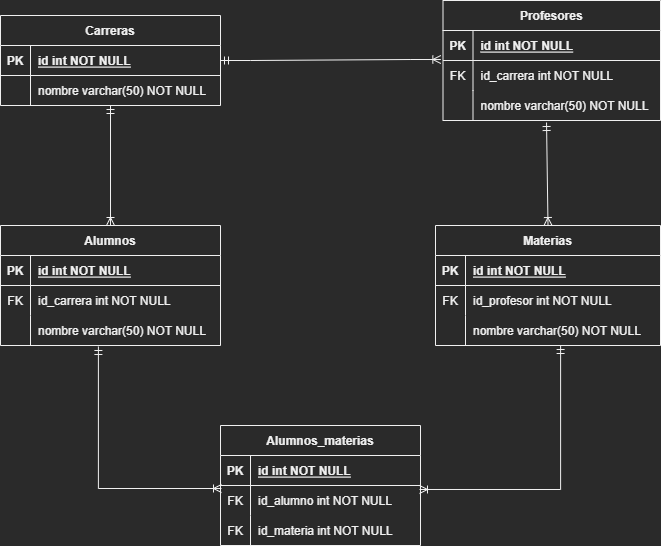 Carreras
PK id int NOT NULL
nombre varchar(50) NOT NULL
Profesores
PK id int NOT NULL
FK id_carrera int NOT NULL
nombre varchar(50) NOT NULL
Alumnos
PK id int NOT NULL
FK id_carrera int NOT NULL
nombre varchar(50) NOT NULL
Materias
PK id int NOT NULL
FK id_profesor int NOT NULL
nombre varchar(50) NOT NULL
Alumnos_materias
PK id int NOT NULL
FK id_alumno int NOT NULL
FK id_materia int NOT NULL